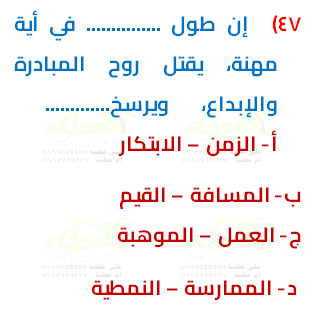 ٤٧) إن طول ............... في أية
مهنة، يقتل روح المبادرة
والإبداع، ويرسخ.............
أ- الزمن – الابتكار
ب- المسافة – القيم
ج- العمل – الموهبة
د- الممارسة – النمطية